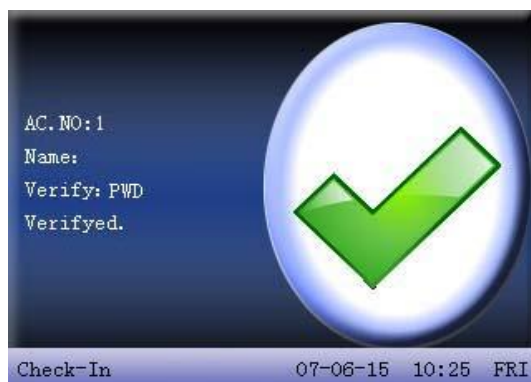 AC.NO:1
Name:
Verify: PWD
Verifyed.
Check-In 07-06-15 10:25 FRI